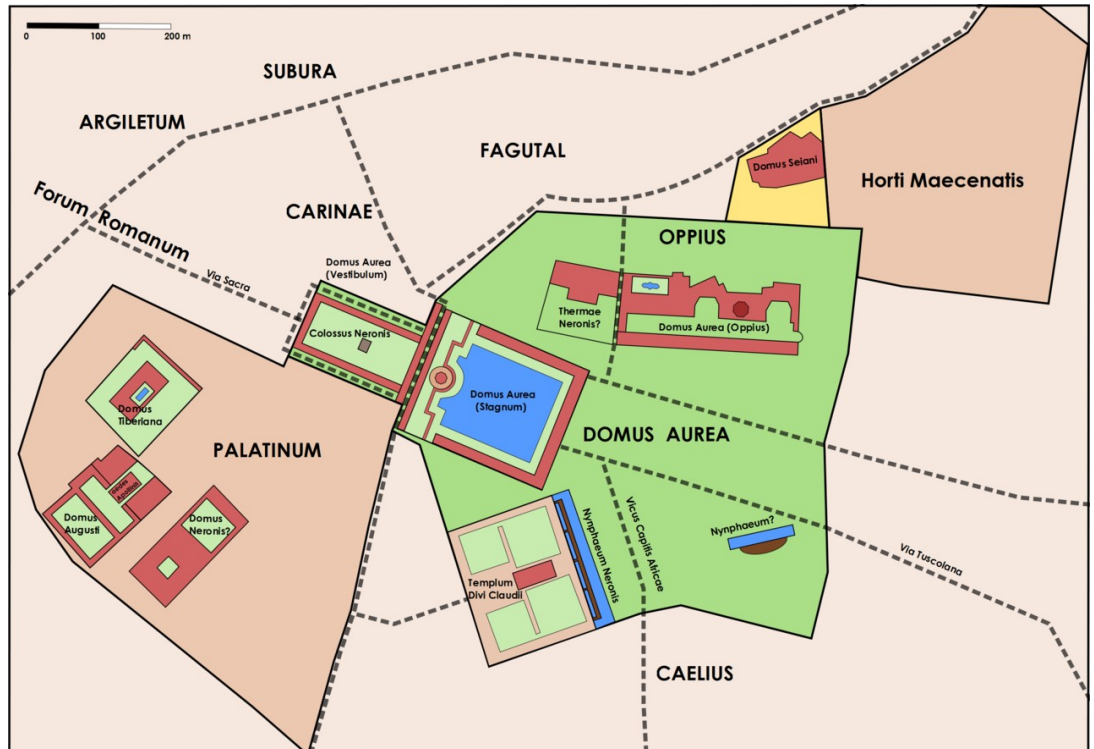 0 100 200 m
SUBURA
ARGILETUM
FAGUTAL
Domus Seiani
Horti Maecenatis
Forum Romanum
CARINAE
OPPIUS
Via Sacra
Domus Aurea
(Vestibulum)
Colossus Neronis
Thermae
Neronis?
Domus Aurea (Oppius)
Domus Aurea
(Stagnum)
Domus
Tiberiana
PALATINUM
DOMUS AUREA
Aedes
Apollinis
Domus
Augusti
Domus
Neronis?
Nynphaeum Neronis
Vicus Capitis Africae
Nynphaeum?
Via Tuscolana
Templum
Divi Claudii
CAELIUS